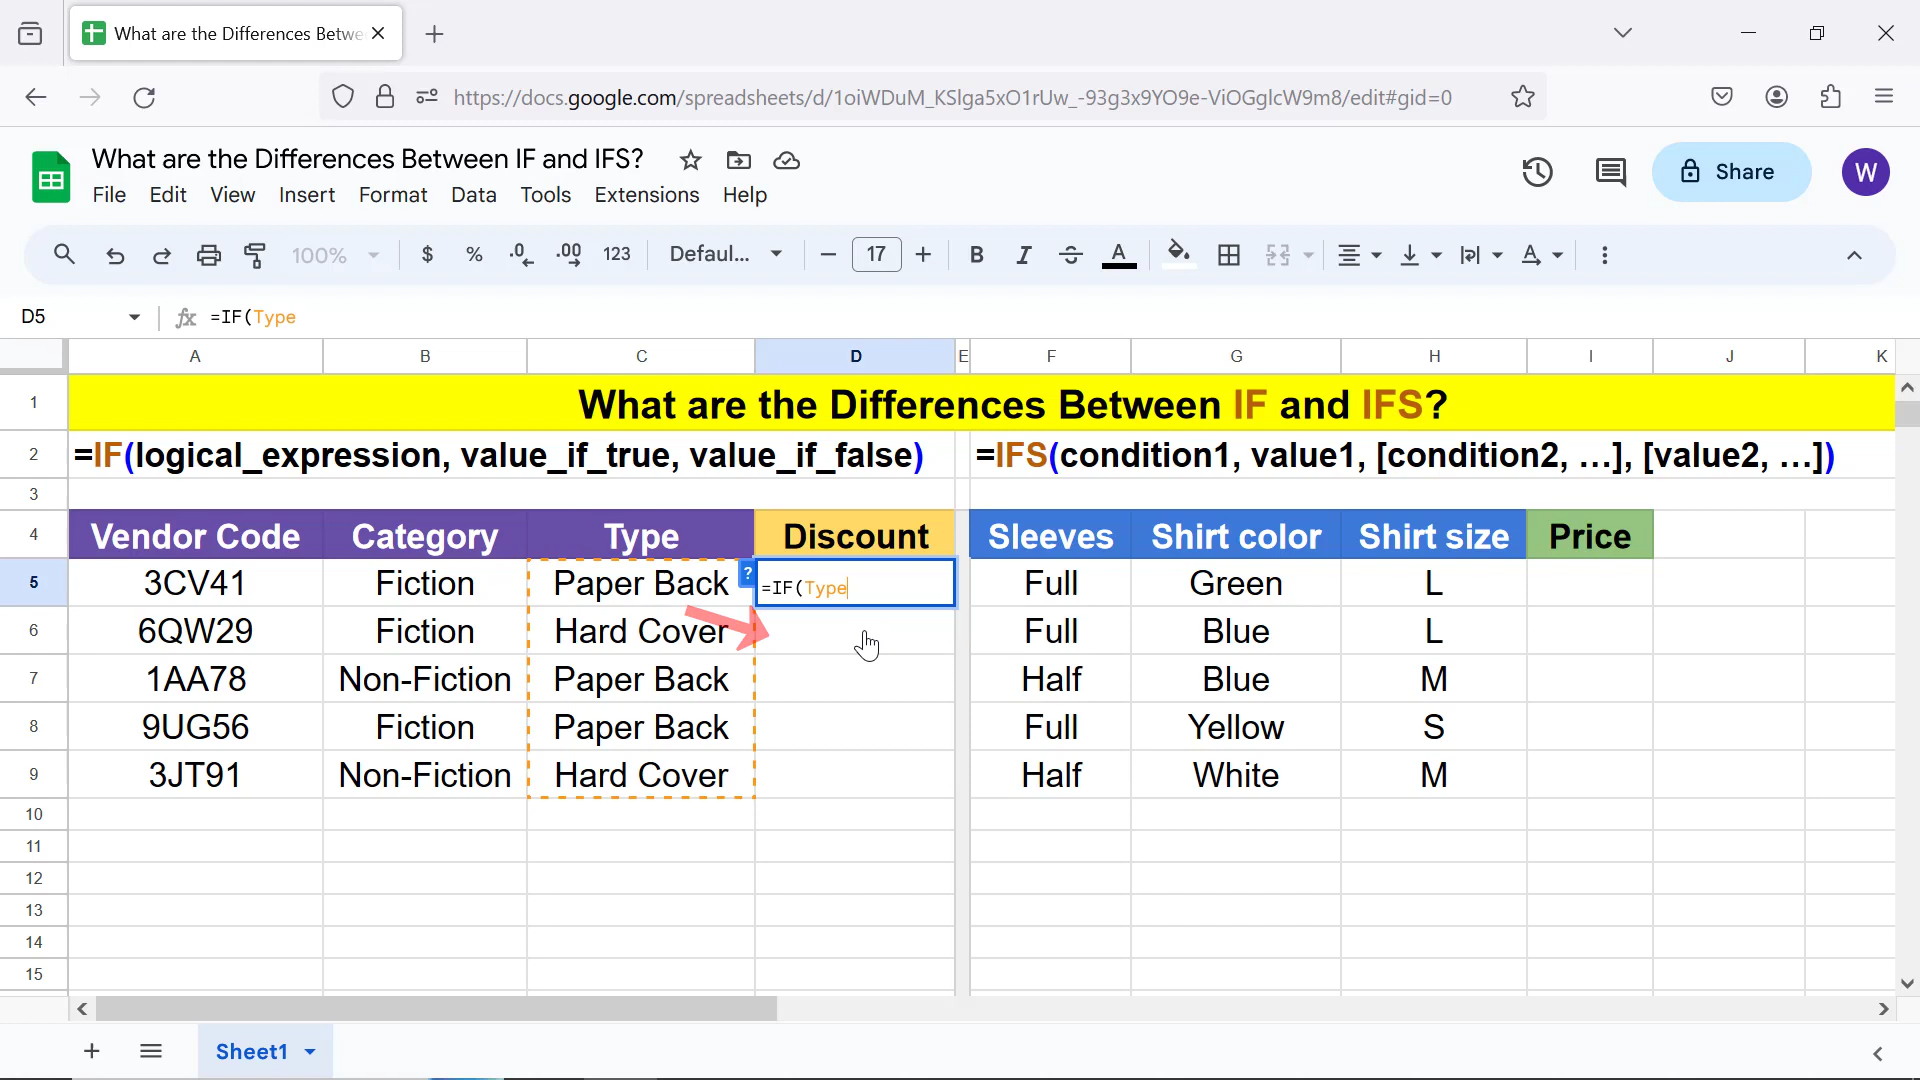 What are the Differences Betwe
https://docs.google.com/spreadsheets/d/1oiWDuM_KSlga5xO1rUw_-93g3x9YO9e-ViOGglcW9m8/edit#gid=0
What are the Differences Between IF and IFS?
File Edit View Insert Format Data Tools Extensions Help
Share
W
100% $ % .0 .00 123 Defaul... 17 B I S A
D5 fx =IF(Type
A B C D E F G H I J K
1 What are the Differences Between IF and IFS?
2 =IF(logical_expression, value_if_true, value_if_false) =IFS(condition1, value1, [condition2, …], [value2, …])
3
4 Vendor Code Category Type Discount Sleeves Shirt color Shirt size Price
5 3CV41 Fiction Paper Back ? =IF(Type Full Green L
6 6QW29 Fiction Hard Cover Full Blue L
7 1AA78 Non-Fiction Paper Back Half Blue M
8 9UG56 Fiction Paper Back Full Yellow S
9 3JT91 Non-Fiction Hard Cover Half White M
10
11
12
13
14
15
Sheet1